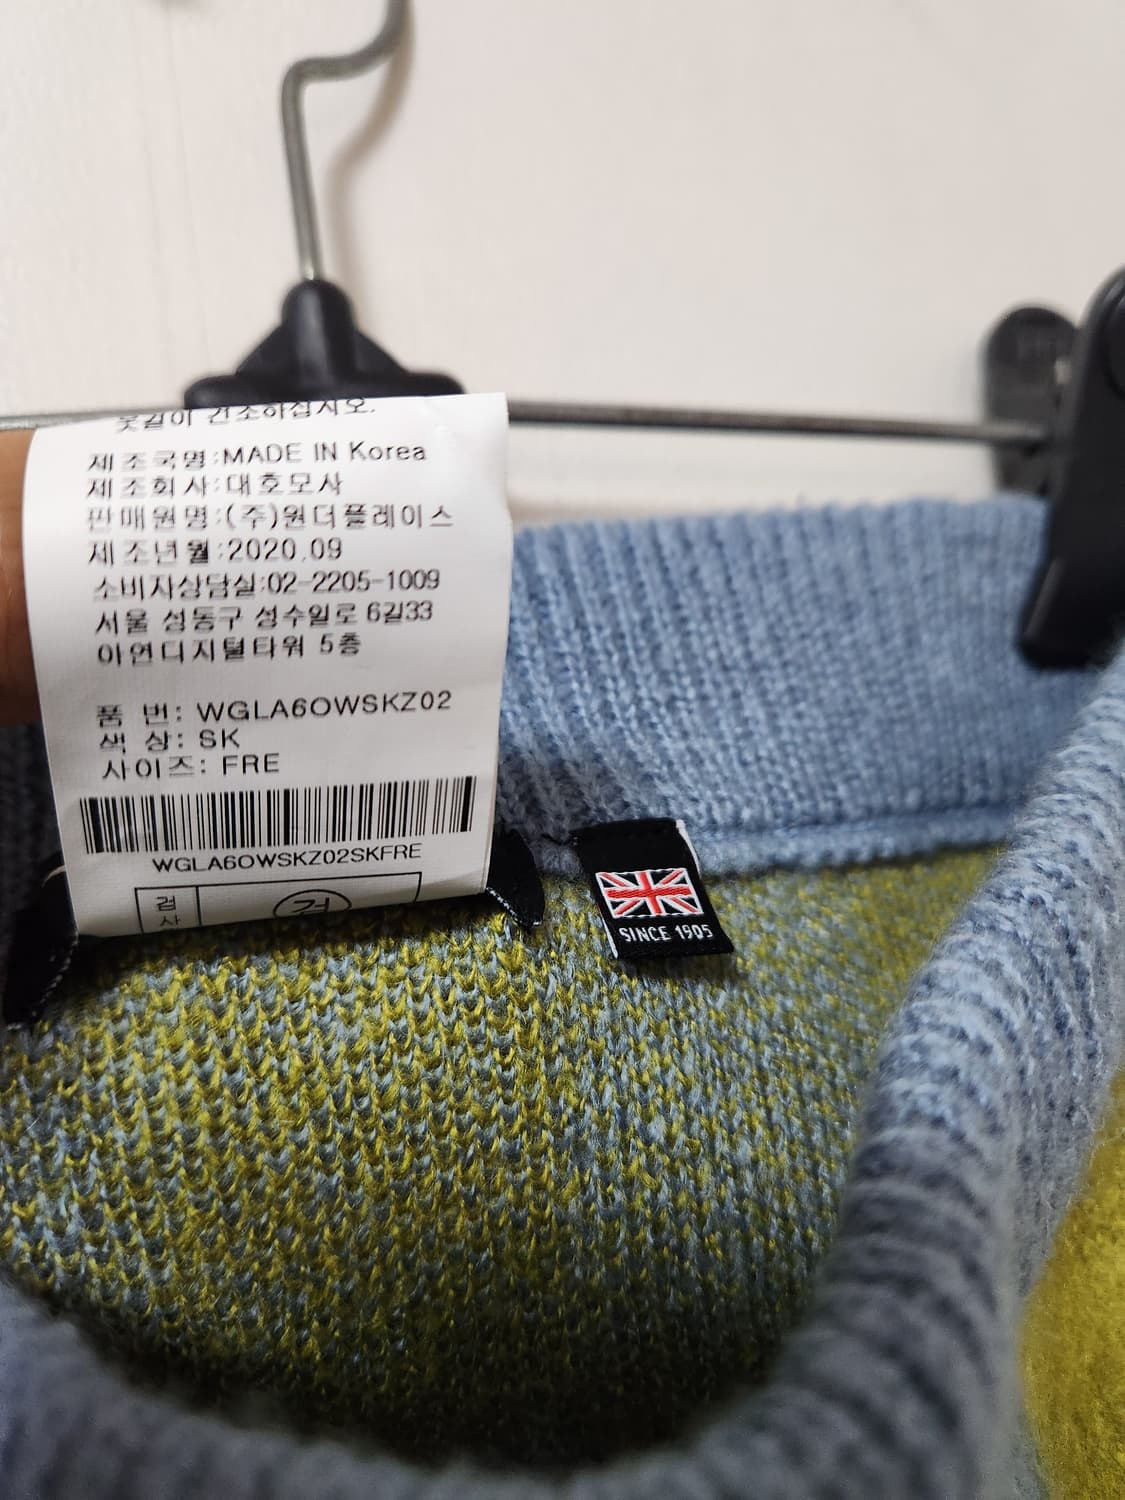 뭇같이 건조하십시오.
제조국명:MADE IN Korea
제조회사:대호모사
판매원명:(주)원더플레이스
제조년월:2020.09
소비자상담실:02-2205-1009
서울 성동구 성수일로 6길33
아연디지털타워 5층
품 번: WGLA6OWSKZ02
색 상: SK
사이즈: FRE
WGLA6OWSKZ02SKFRE
검
사
검
SINCE 1905